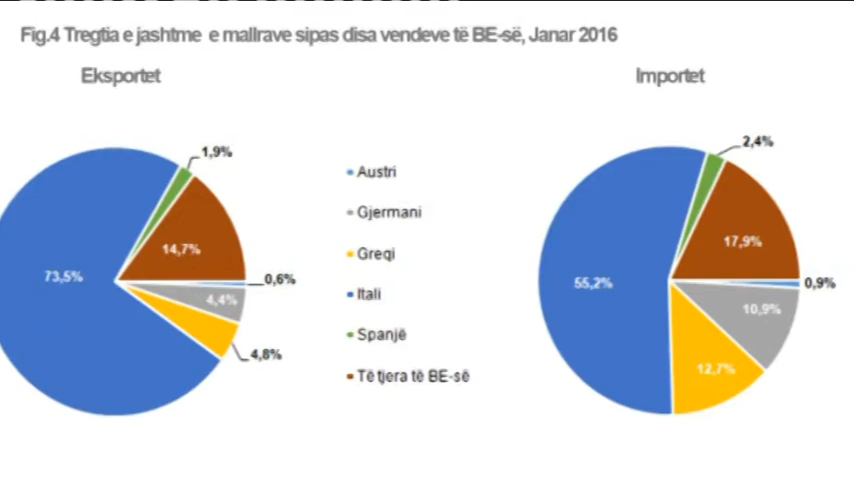 Fig.4 Tregtia e jashtme e mallrave sipas disa vendeve të BE-së, Janar 2016
Eksportet
1,9%
14,7%
73,5%
0,6%
4,4%
4,8%
Austri
Gjermani
Greqi
Itali
Spanjë
Të tjera të BE-së
Importet
2,4%
17,9%
55,2%
0,9%
10,9%
12,7%